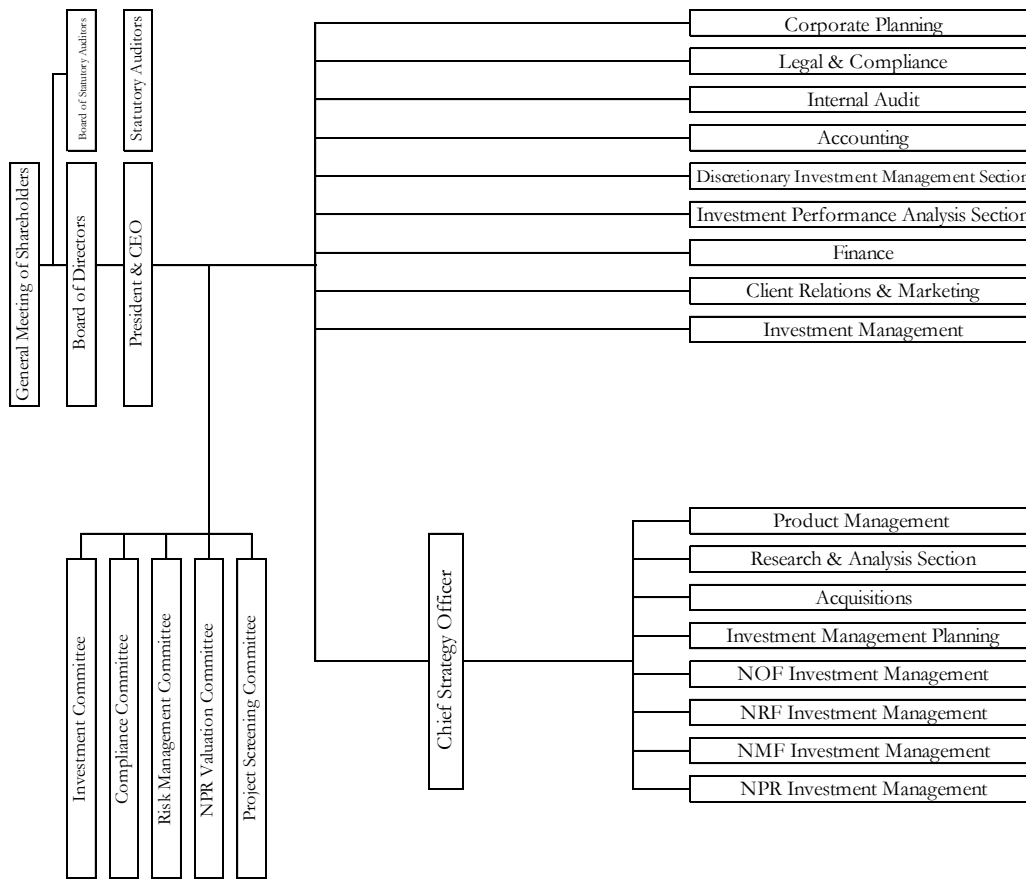 General Meeting of Shareholders
Board of Statutory Auditors
Board of Directors
Statutory Auditors
President & CEO
Corporate Planning
Legal & Compliance
Internal Audit
Accounting
Discretionary Investment Management Section
Investment Performance Analysis Section
Finance
Client Relations & Marketing
Investment Management
Investment Committee
Compliance Committee
Risk Management Committee
NPR Valuation Committee
Project Screening Committee
Chief Strategy Officer
Product Management
Research & Analysis Section
Acquisitions
Investment Management Planning
NOF Investment Management
NRF Investment Management
NMF Investment Management
NPR Investment Management